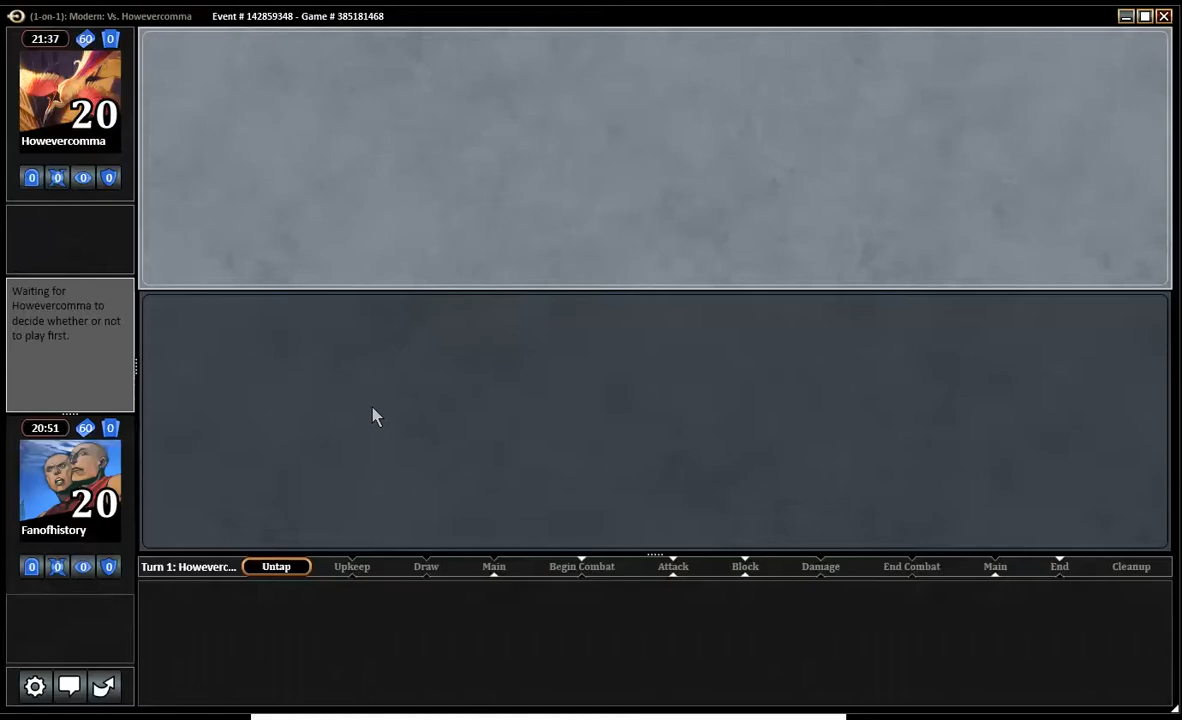 (1-on-1): Modern: Vs. Howevercomma Event # 142859348 - Game # 385181468
21:37 60 0
20
Howevercomma
0 0 0 0
Waiting for
Howevercomma to
decide whether or not
to play first.
20:51 60 0
20
Fanofhistory
0 0 0 0
Turn 1: Howeverc... Untap Upkeep Draw Main Begin Combat Attack Block Damage End Combat Main End Cleanup